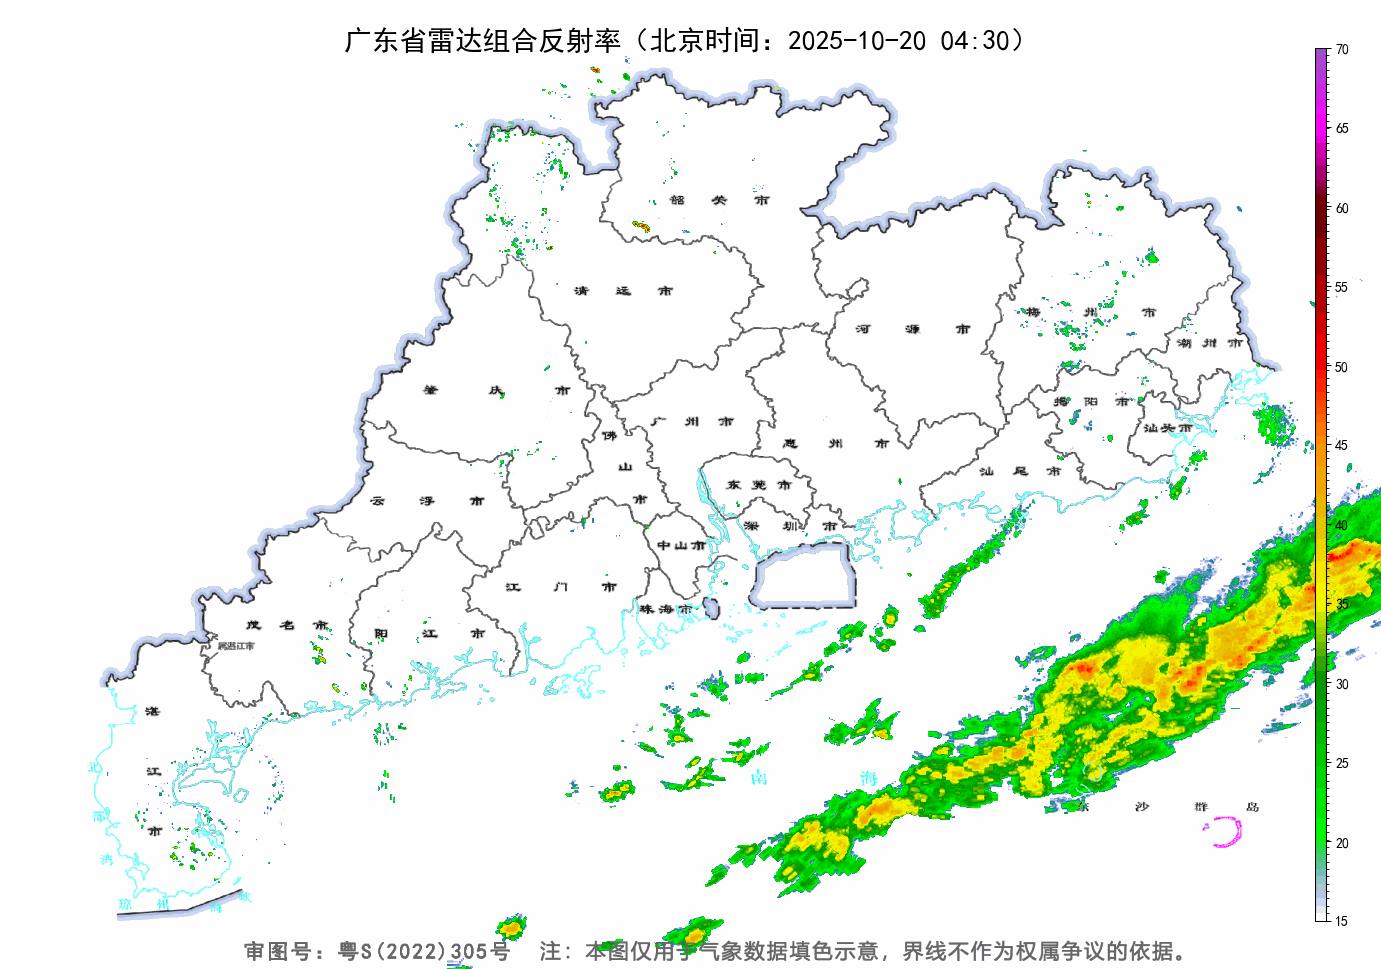 广东省雷达组合反射率（北京时间：2025-10-20 04:30）
70
65
60
55
50
45
40
35
30
25
20
15
韶 关 市
清 远 市
河 源 市
梅 州 市
潮 州 市
肇 庆 市
广 州 市
揭 阳 市
汕 头 市
佛 山 市
惠 州 市
汕 尾 市
云 浮 市
东 莞 市
深 圳 市
中 山 市
江 门 市
珠 海 市
茂 名 市
阳 江 市
属湛江市
湛 江 市
北 部 湾
琼 州 海 峡
南 海
东 沙 群 岛
审图号：粤S(2022)305号 注：本图仅用于气象数据填色示意，界线不作为权属争议的依据。